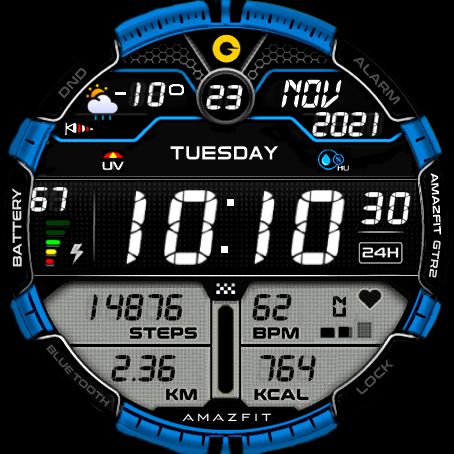 DND
ALARM
-10°
23
NOV
2021
TUESDAY
UV
% HU
BATTERY
67
10:10
30
24H
AMAZFIT GTR2
14876
STEPS
62
BPM
2.36
KM
764
KCAL
BLUETOOTH
LOCK
AMAZFIT